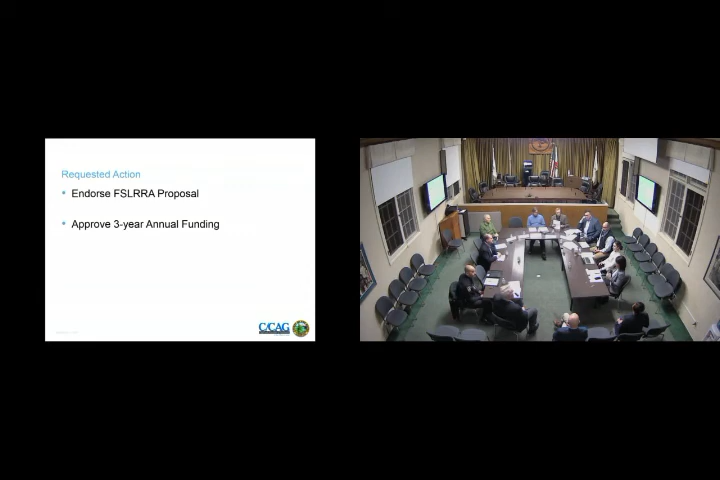 Requested Action
• Endorse FSLRRA Proposal
• Approve 3-year Annual Funding
C/CAG